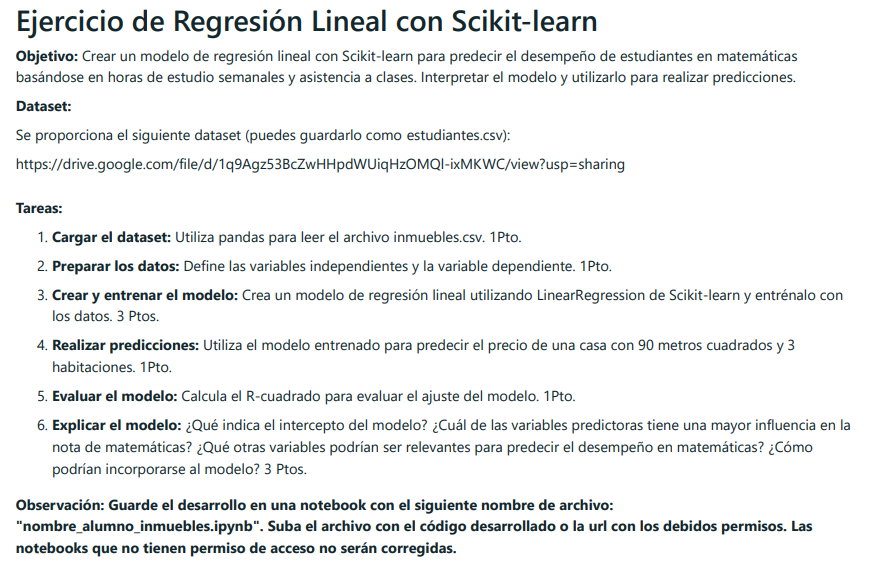 Ejercicio de Regresión Lineal con Scikit-learn
Objetivo: Crear un modelo de regresión lineal con Scikit-learn para predecir el desempeño de estudiantes en matemáticas
basándose en horas de estudio semanales y asistencia a clases. Interpretar el modelo y utilizarlo para realizar predicciones.
Dataset:
Se proporciona el siguiente dataset (puedes guardarlo como estudiantes.csv):
https://drive.google.com/file/d/1q9Agz53BcZwHHpdWUiqHzOMQl-ixMKWC/view?usp=sharing
Tareas:
1. Cargar el dataset: Utiliza pandas para leer el archivo inmuebles.csv. 1Pto.
2. Preparar los datos: Define las variables independientes y la variable dependiente. 1Pto.
3. Crear y entrenar el modelo: Crea un modelo de regresión lineal utilizando LinearRegression de Scikit-learn y entrénalo con
los datos. 3 Ptos.
4. Realizar predicciones: Utiliza el modelo entrenado para predecir el precio de una casa con 90 metros cuadrados y 3
habitaciones. 1Pto.
5. Evaluar el modelo: Calcula el R-cuadrado para evaluar el ajuste del modelo. 1Pto.
6. Explicar el modelo: ¿Qué indica el intercepto del modelo? ¿Cuál de las variables predictoras tiene una mayor influencia en la
nota de matemáticas? ¿Qué otras variables podrían ser relevantes para predecir el desempeño en matemáticas? ¿Cómo
podrían incorporarse al modelo? 3 Ptos.
Observación: Guarde el desarrollo en una notebook con el siguiente nombre de archivo:
"nombre_alumno_inmuebles.ipynb". Suba el archivo con el código desarrollado o la url con los debidos permisos. Las
notebooks que no tienen permiso de acceso no serán corregidas.